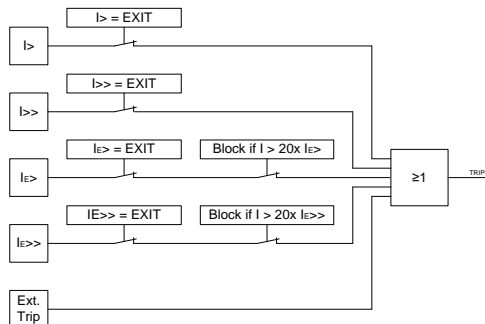 I> = EXIT
I>
I>> = EXIT
I>>
IE> = EXIT
Block if I > 20x IE>
IE>
≥1
TRIP
IE>> = EXIT
Block if I > 20x IE>>
IE>>
Ext.
Trip